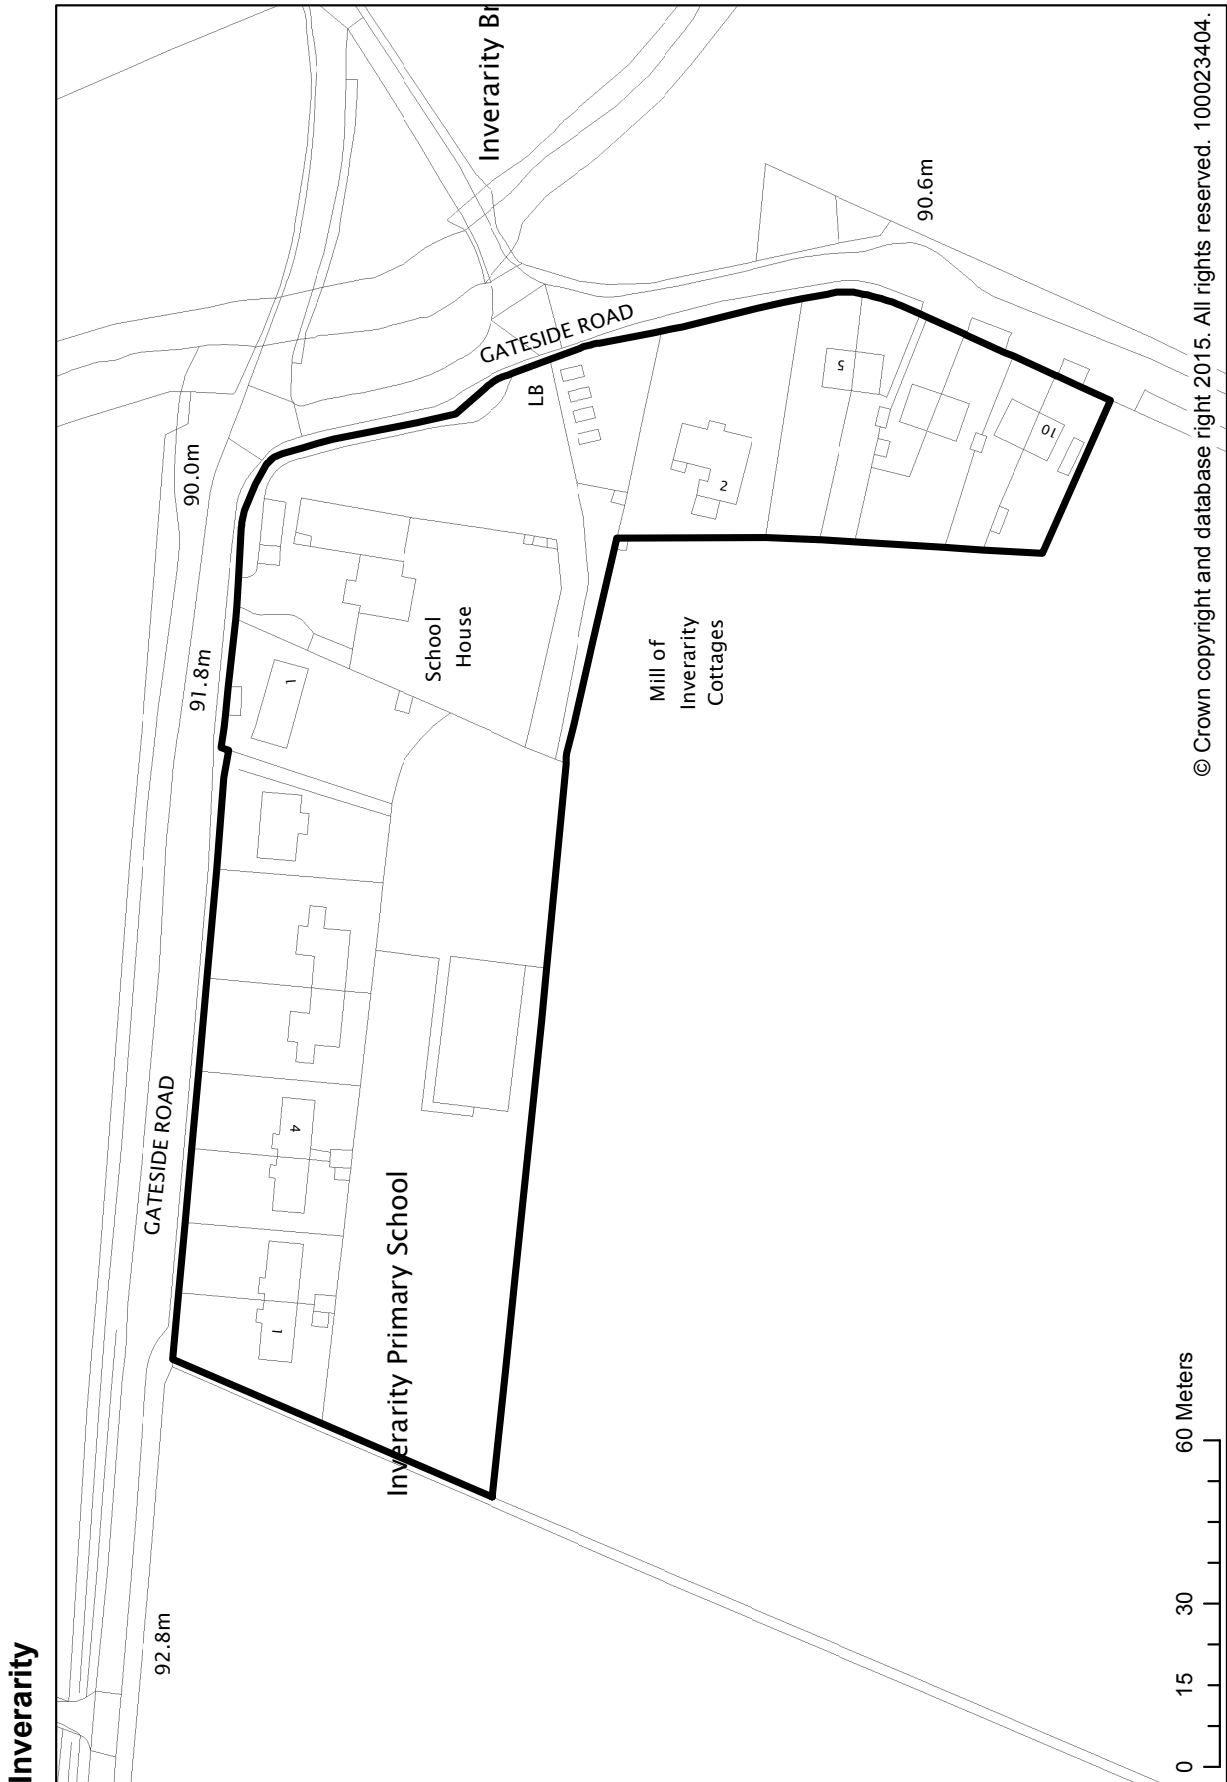 Inverarity
92.8m
GATESIDE ROAD
91.8m
90.0m
Inverarity Br
GATESIDE ROAD
LB
School
House
1
4
1
Inverarity Primary School
Mill of
Inverarity
Cottages
2
5
10
90.6m
0 15 30 60 Meters
© Crown copyright and database right 2015. All rights reserved. 100023404.